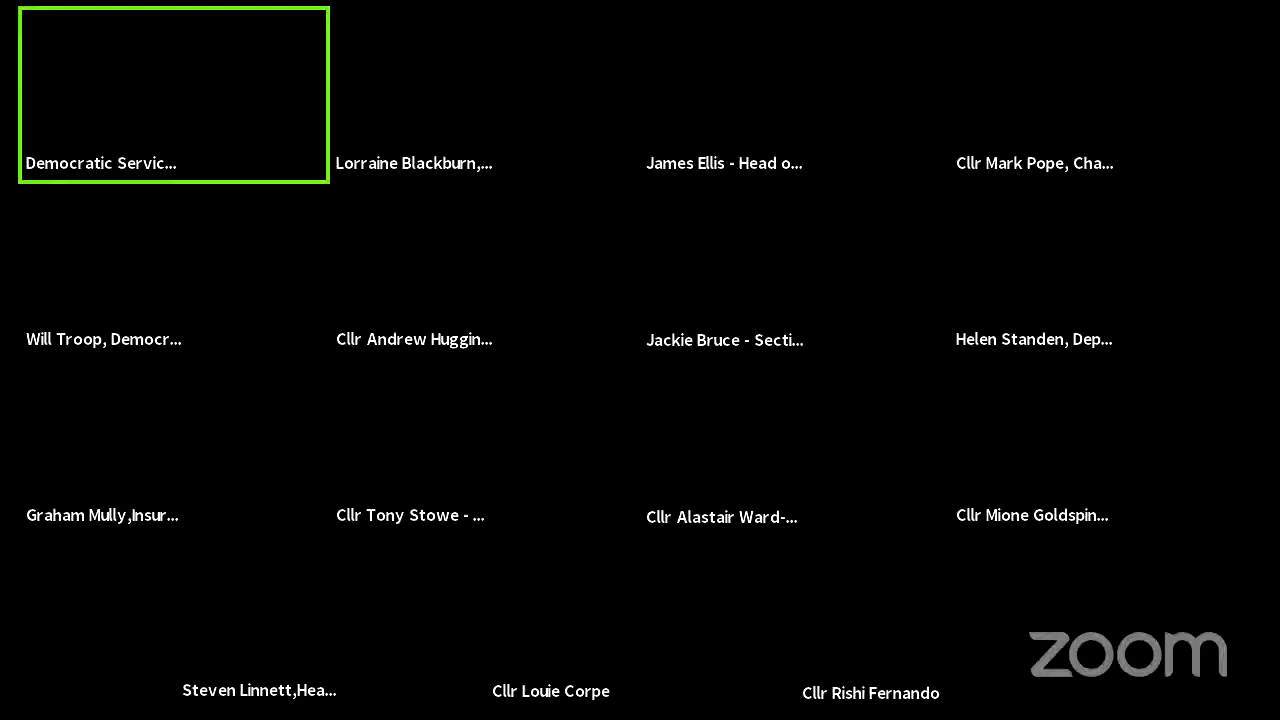 Democratic Servic...
Lorraine Blackburn,...
James Ellis - Head o...
Cllr Mark Pope, Cha...
Will Troop, Democr...
Cllr Andrew Huggin...
Jackie Bruce - Secti...
Helen Standen, Dep...
Graham Mully,Insur...
Cllr Tony Stowe - ...
Cllr Alastair Ward-...
Cllr Mione Goldspin...
Steven Linnett,Hea...
Cllr Louie Corpe
Cllr Rishi Fernando
zoom